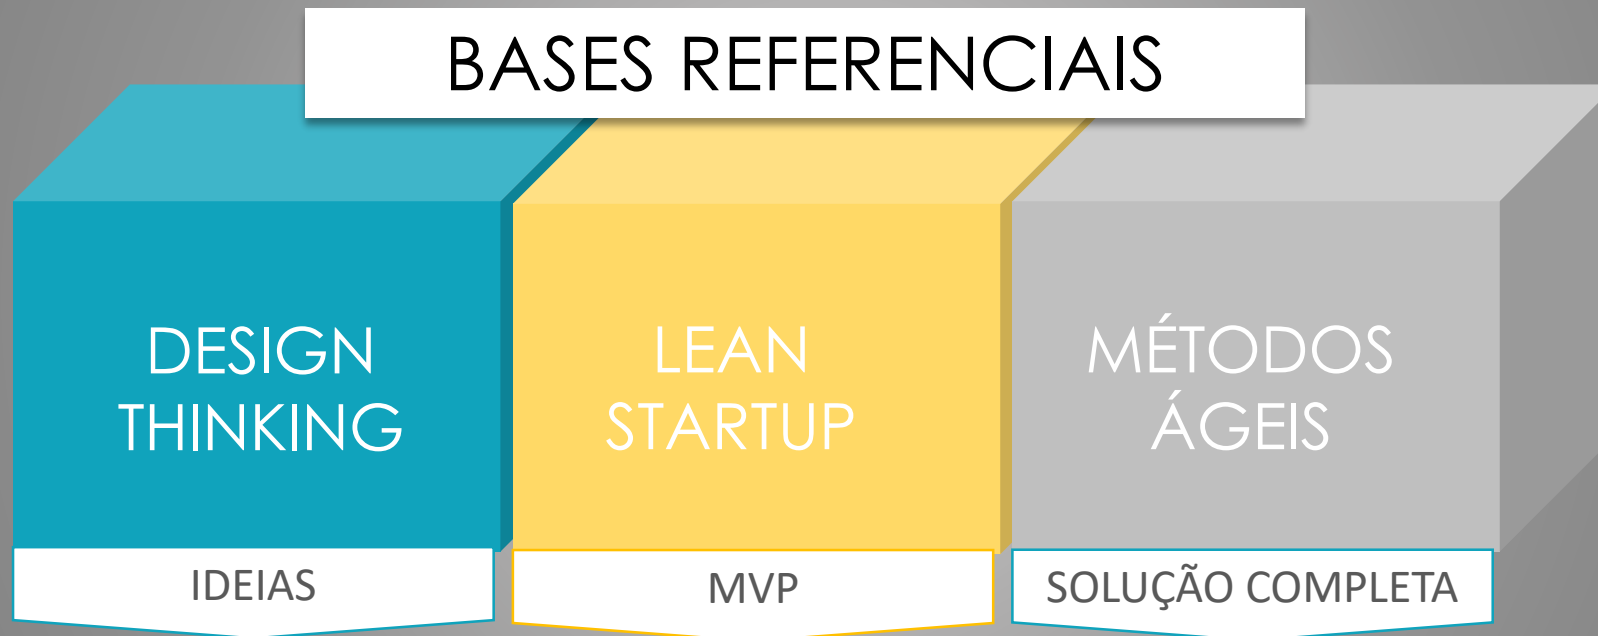 BASES REFERENCIAIS
DESIGN
THINKING
LEAN
STARTUP
MÉTODOS
ÁGEIS
IDEIAS
MVP
SOLUÇÃO COMPLETA